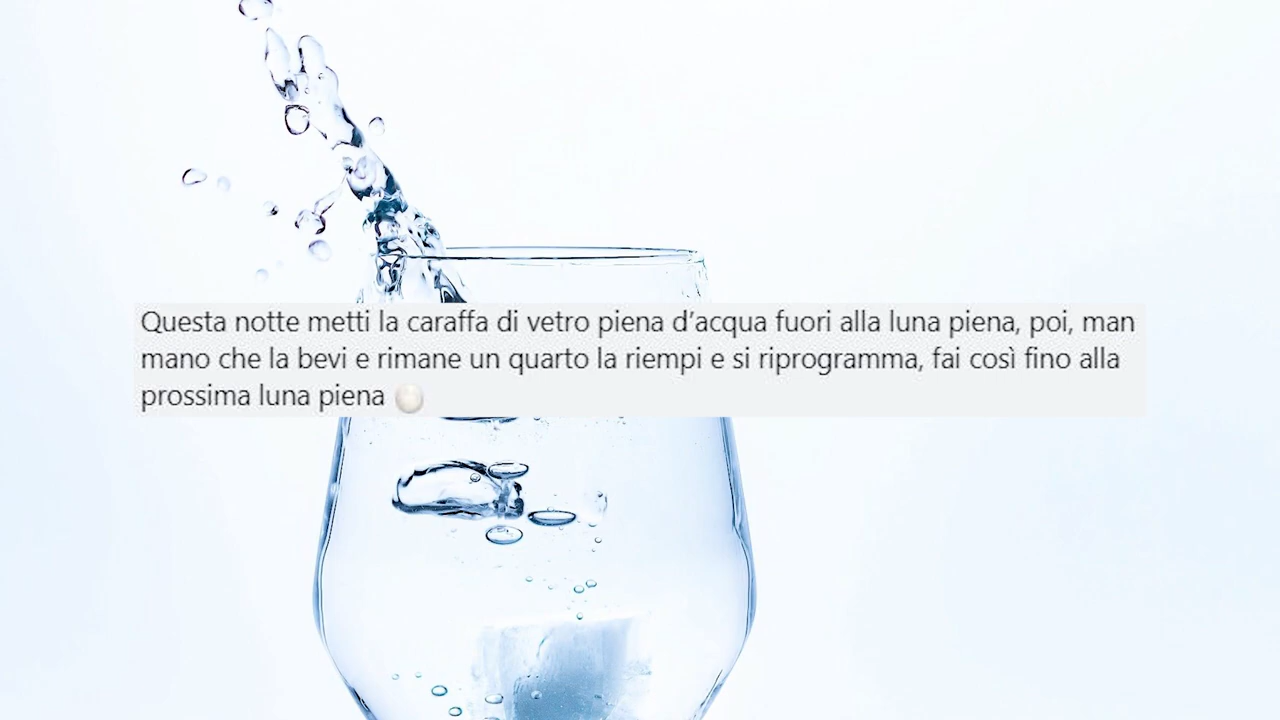 Questa notte metti la caraffa di vetro piena d’acqua fuori alla luna piena, poi, man
mano che la bevi e rimane un quarto la riempi e si riprogramma, fai così fino alla
prossima luna piena 🌕